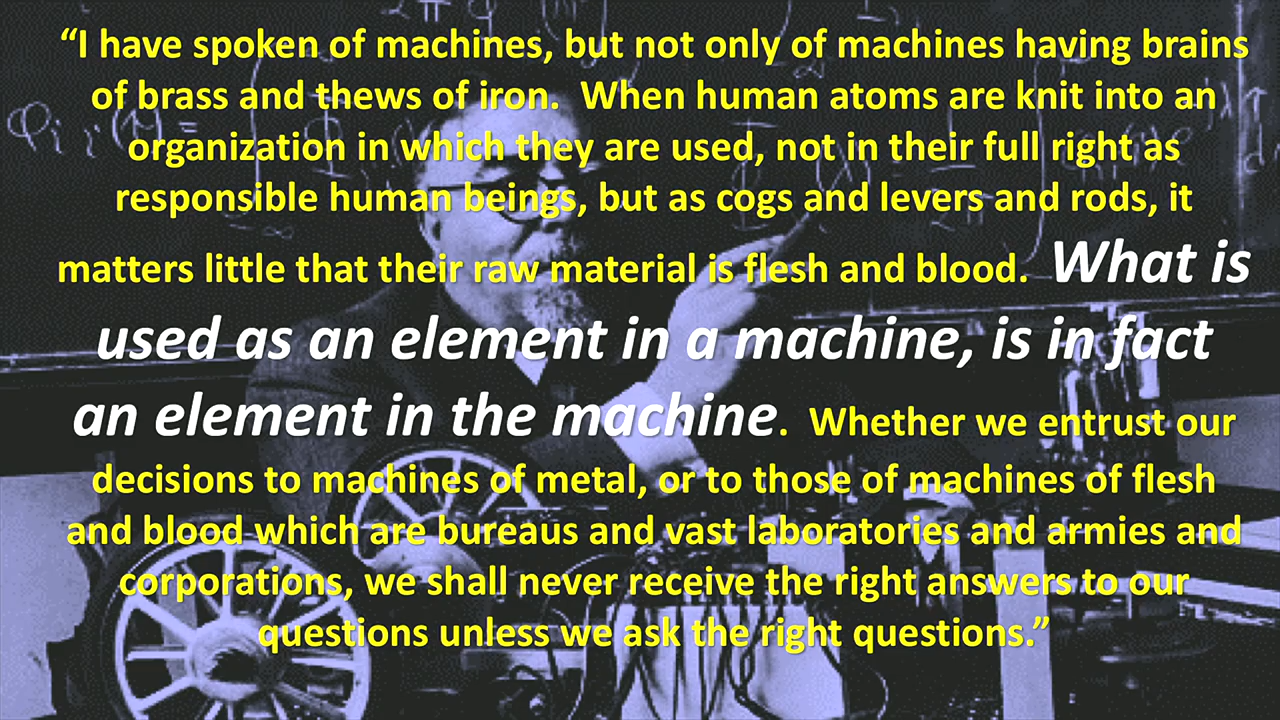 “I have spoken of machines, but not only of machines having brains
of brass and thews of iron.  When human atoms are knit into an
organization in which they are used, not in their full right as
responsible human beings, but as cogs and levers and rods, it
matters little that their raw material is flesh and blood.  What is
used as an element in a machine, is in fact
an element in the machine.  Whether we entrust our
decisions to machines of metal, or to those of machines of flesh
and blood which are bureaus and vast laboratories and armies and
corporations, we shall never receive the right answers to our
questions unless we ask the right questions.”